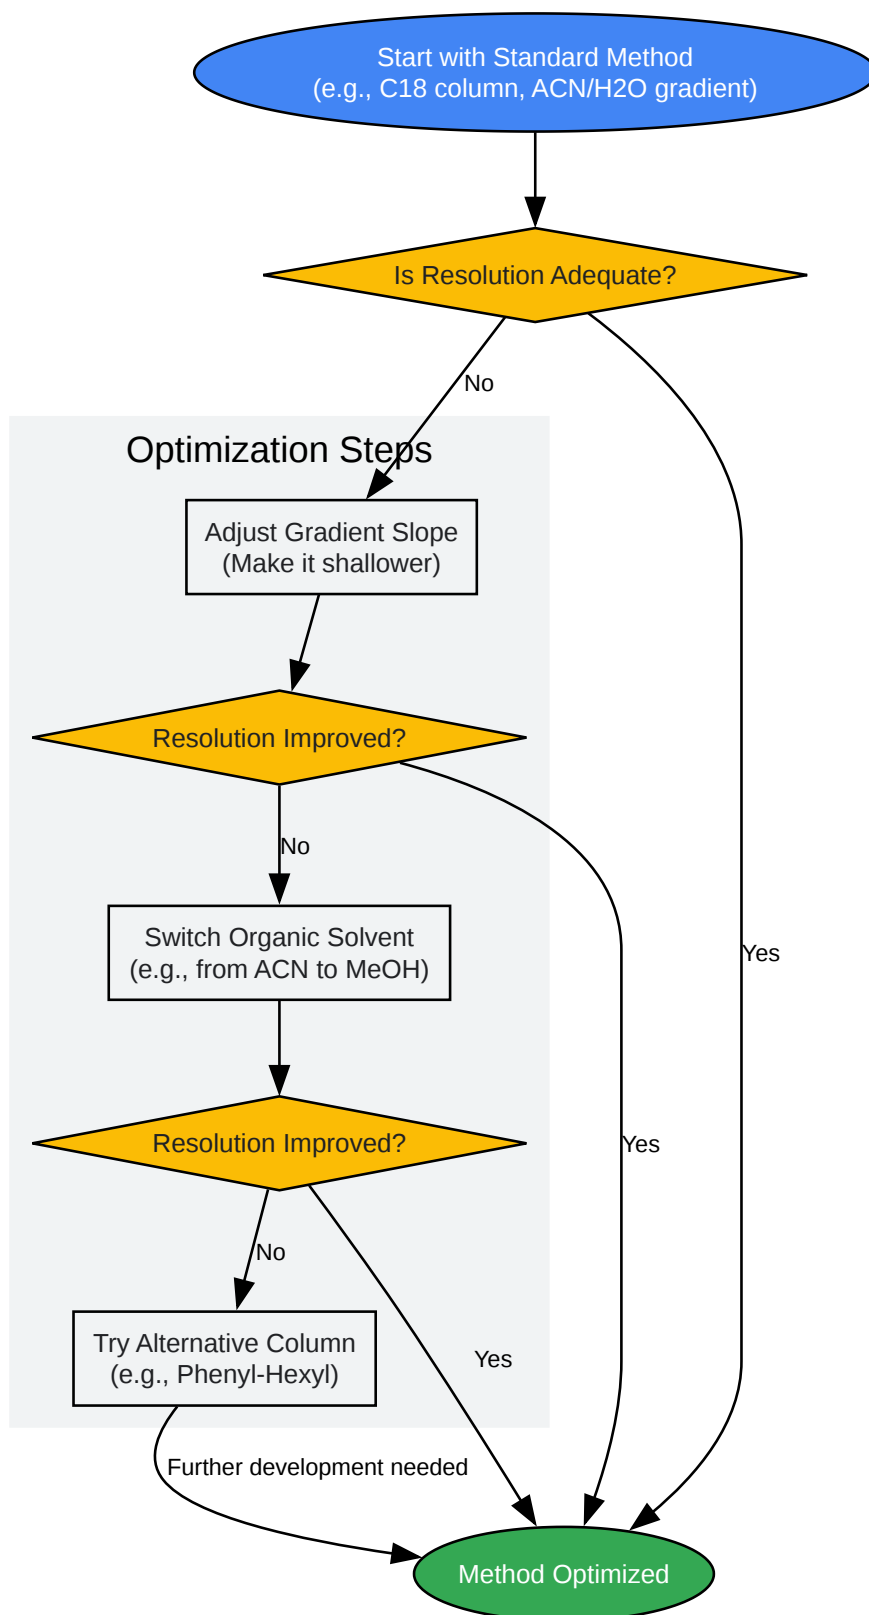 Start with Standard Method
(e.g., C18 column, ACN/H2O gradient)
Is Resolution Adequate?
No
Optimization Steps
Adjust Gradient Slope
(Make it shallower)
Resolution Improved?
No
Switch Organic Solvent
(e.g., from ACN to MeOH)
Yes
Resolution Improved?
Yes
No
Try Alternative Column
(e.g., Phenyl-Hexyl)
Yes
Further development needed
Method Optimized